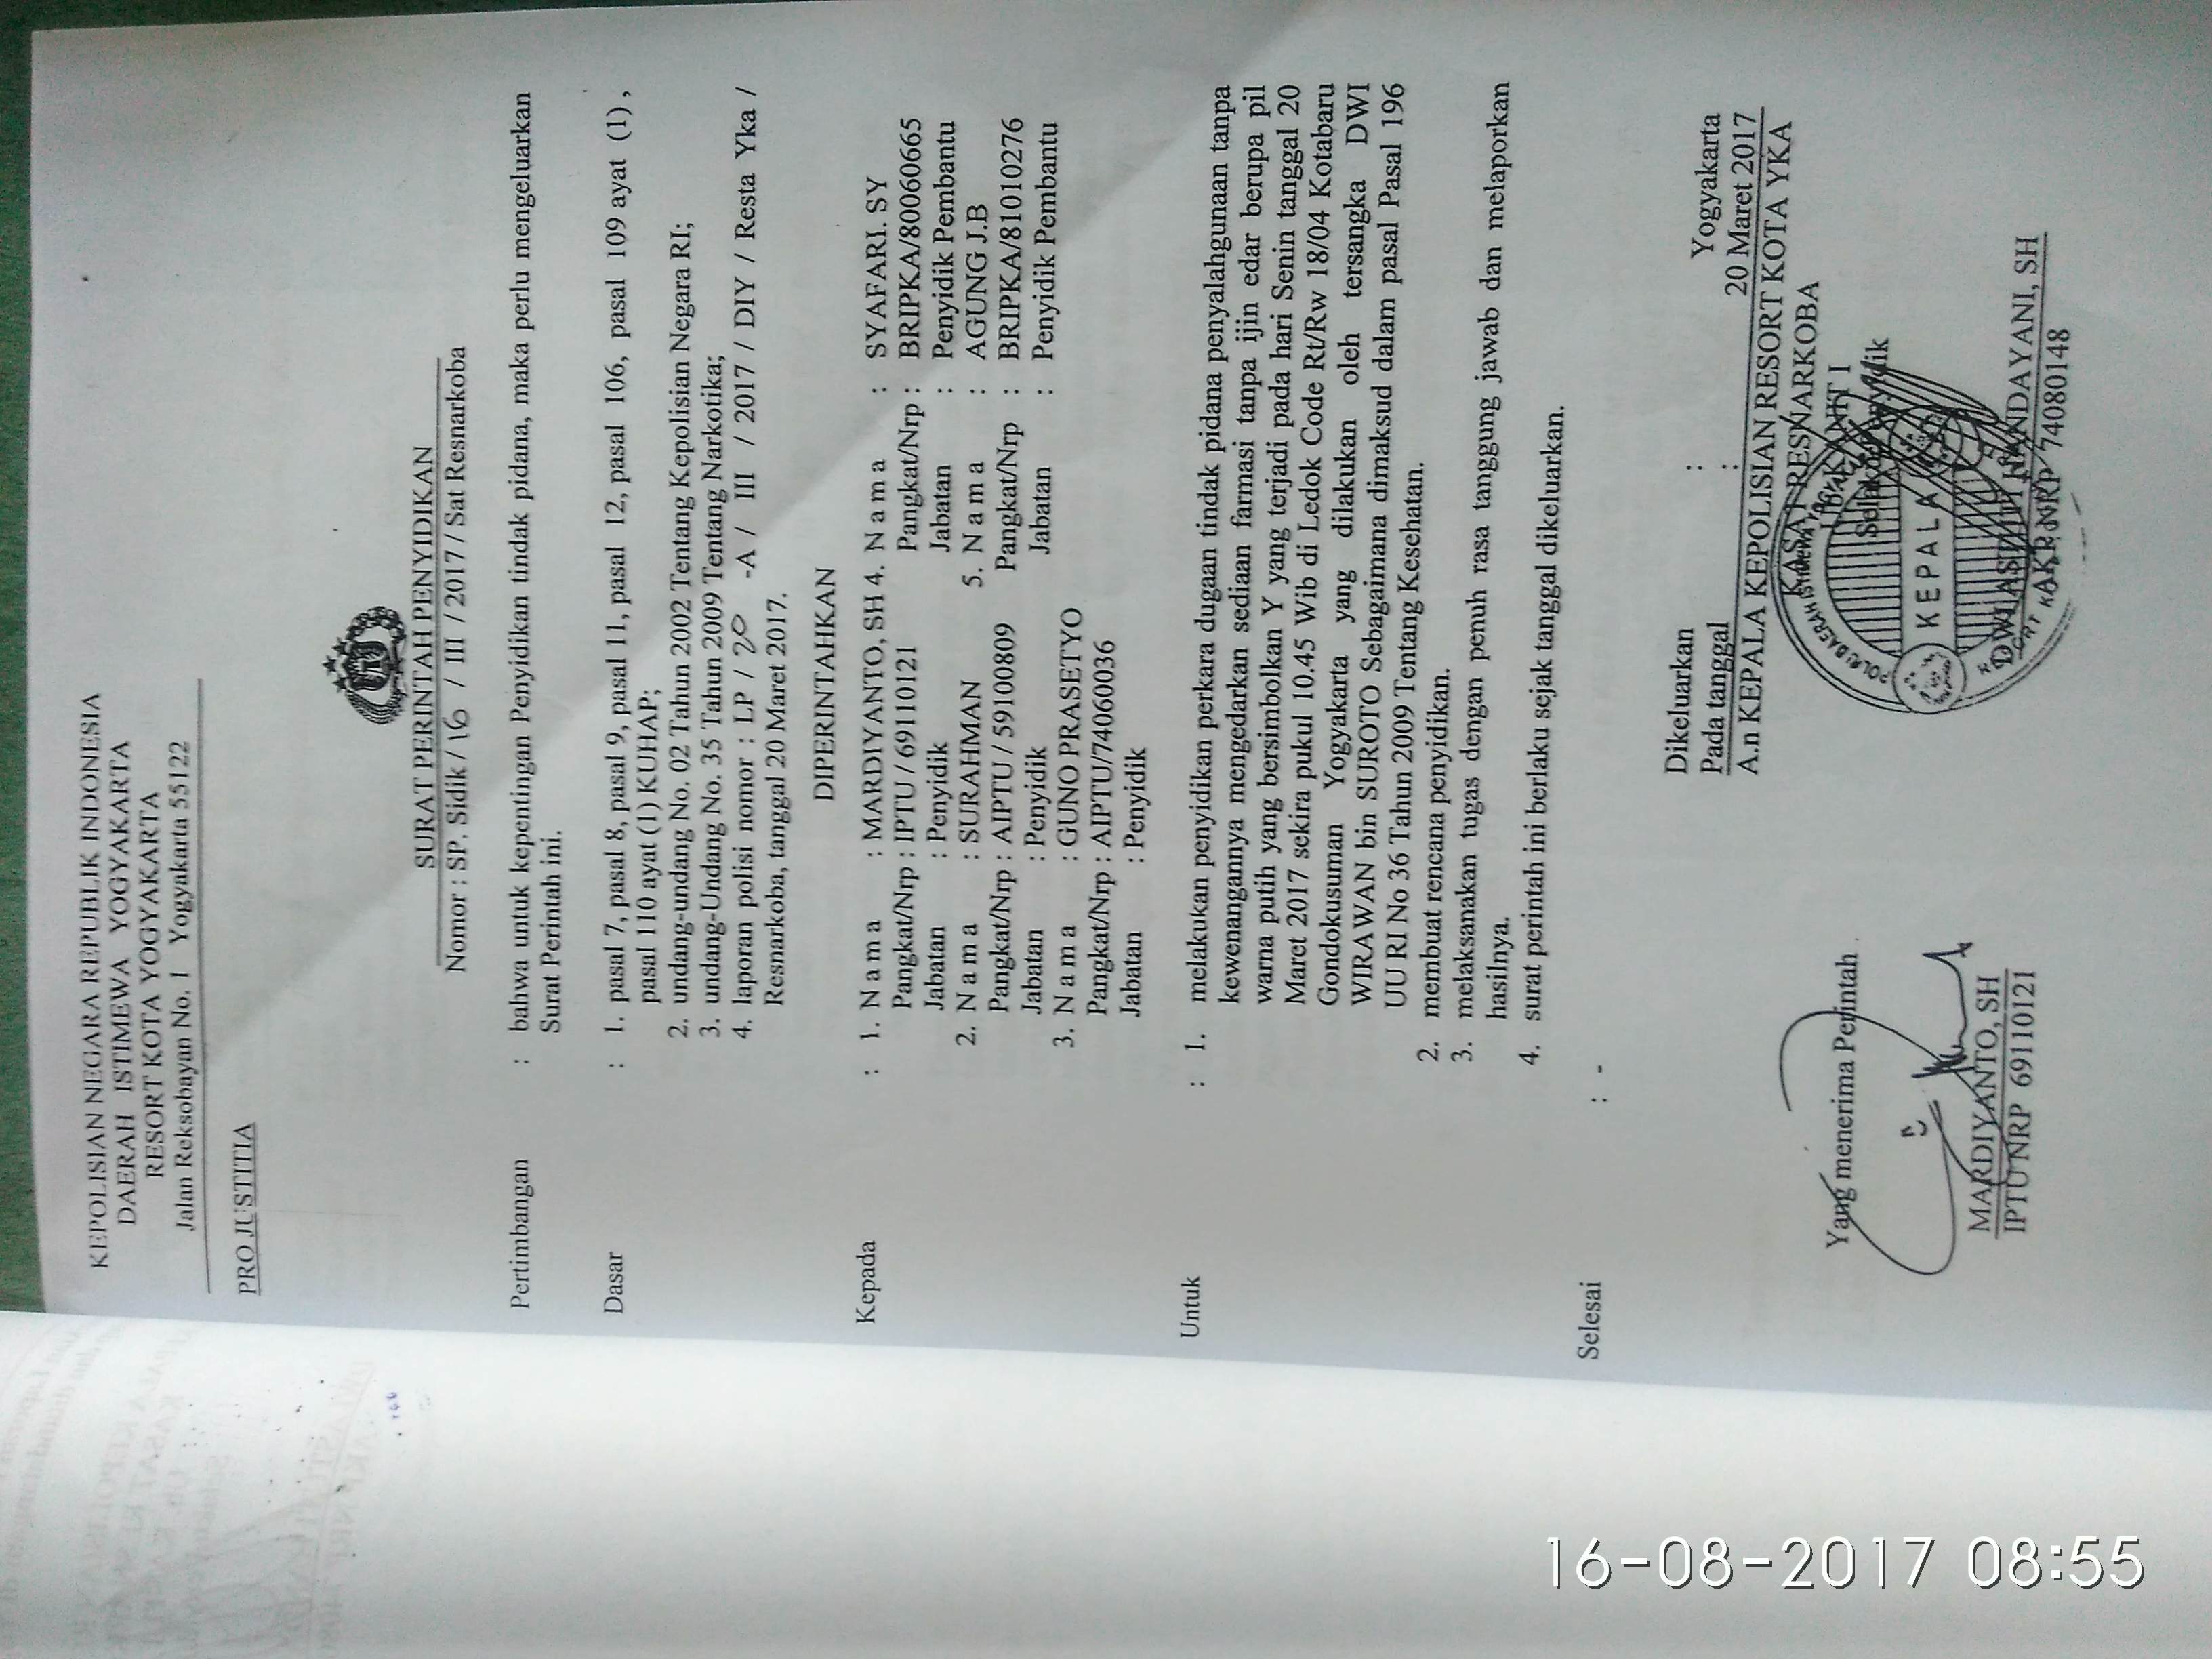 KEPOLISIAN NEGARA REPUBLIK INDONESIA
DAERAH ISTIMEWA YOGYAKARTA
RESORT KOTA YOGYAKARTA
Jalan Reksobayan No. 1 Yogyakarta 55122
PRO JUSTITIA
SURAT PERINTAH PENYIDIKAN
Nomor : SP. Sidik / 16 / III / 2017 / Sat Resnarkoba
Pertimbangan : bahwa untuk kepentingan Penyidikan tindak pidana, maka perlu mengeluarkan
Surat Perintah ini.
Dasar : 1. pasal 7, pasal 8, pasal 9, pasal 11, pasal 12, pasal 106, pasal 109 ayat (1) ,
pasal 110 ayat (1) KUHAP;
2. undang-undang No. 02 Tahun 2002 Tentang Kepolisian Negara RI;
3. undang-Undang No. 35 Tahun 2009 Tentang Narkotika;
4. laporan polisi nomor : LP / 20 -A / III / 2017 / DIY / Resta Yka /
Resnarkoba, tanggal 20 Maret 2017.
DIPERINTAHKAN
Kepada : 1. N a m a : MARDIYANTO, SH 4. N a m a : SYAFARI. SY
Pangkat/Nrp : IPTU / 69110121 Pangkat/Nrp : BRIPKA/80060665
Jabatan : Penyidik Jabatan : Penyidik Pembantu
2. N a m a : SURAHMAN 5. N a m a : AGUNG J.B
Pangkat/Nrp : AIPTU / 59100809 Pangkat/Nrp : BRIPKA/81010276
Jabatan : Penyidik Jabatan : Penyidik Pembantu
3. N a m a : GUNO PRASETYO
Pangkat/Nrp : AIPTU/74060036
Jabatan : Penyidik
Untuk : 1. melakukan penyidikan perkara dugaan tindak pidana penyalahgunaan tanpa
kewenangannya mengedarkan sediaan farmasi tanpa ijin edar berupa pil
warna putih yang bersimbolkan Y yang terjadi pada hari Senin tanggal 20
Maret 2017 sekira pukul 10.45 Wib di Ledok Code Rt/Rw 18/04 Kotabaru
Gondokusuman Yogyakarta yang dilakukan oleh tersangka DWI
WIRAWAN bin SUROTO Sebagaimana dimaksud dalam pasal Pasal 196
UU RI No 36 Tahun 2009 Tentang Kesehatan.
2. membuat rencana penyidikan.
3. melaksanakan tugas dengan penuh rasa tanggung jawab dan melaporkan
hasilnya.
4. surat perintah ini berlaku sejak tanggal dikeluarkan.
Selesai : -
Dikeluarkan : Yogyakarta
Pada tanggal : 20 Maret 2017
A.n KEPALA KEPOLISIAN RESORT KOTA YKA
KASAT RESNARKOBA
Selaku Penyidik
KEPALA
DWI ASTUTI HANDAYANI, SH
AKP NRP 74080148
Yang menerima Perintah
MARDIYANTO, SH
IPTU NRP 69110121
16-08-2017 08:55